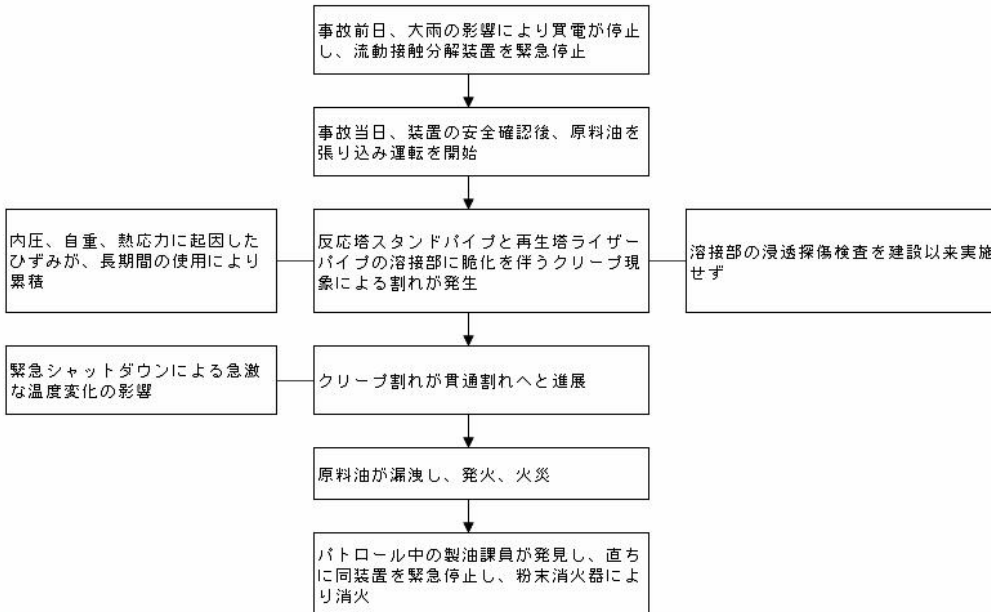 事故前日、大雨の影響により買電が停止
し、流動接触分解装置を緊急停止
事故当日、装置の安全確認後、原料油を
張り込み運転を開始
内圧、自重、熱応力に起因した
ひずみが、長期間の使用により
累積
反応塔スタンドパイプと再生塔ライザー
パイプの溶接部に脆化を伴うクリープ現
象による割れが発生
溶接部の浸透探傷検査を建設以来実施
せず
緊急シャットダウンによる急激
な温度変化の影響
クリープ割れが貫通割れへと進展
原料油が漏洩し、発火、火災
パトロール中の製油課員が発見し、直ち
に同装置を緊急停止し、粉末消火器によ
り消火